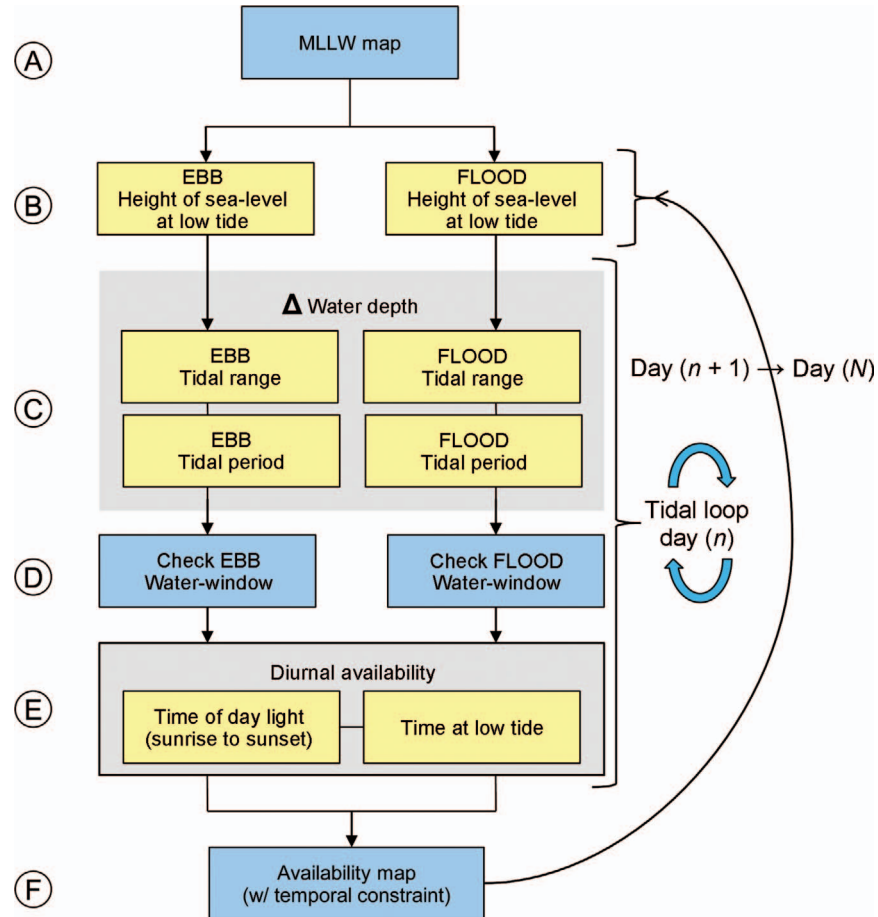 A
MLLW map
B
EBB
Height of sea-level
at low tide
FLOOD
Height of sea-level
at low tide
Δ Water depth
C
EBB
Tidal range
FLOOD
Tidal range
EBB
Tidal period
FLOOD
Tidal period
Day (n + 1) → Day (N)
Tidal loop
day (n)
D
Check EBB
Water-window
Check FLOOD
Water-window
E
Diurnal availability
Time of day light
(sunrise to sunset)
Time at low tide
F
Availability map
(w/ temporal constraint)